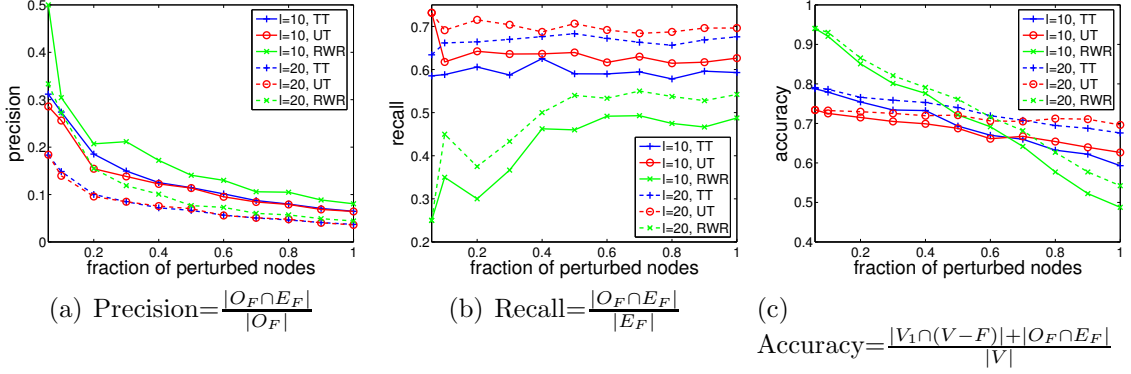 0.5
0.4
0.3
0.2
0.1
0
precision
0.2 0.4 0.6 0.8 1
fraction of perturbed nodes
l=10, TT
l=10, UT
l=10, RWR
l=20, TT
l=20, UT
l=20, RWR
(a) Precision=|O_F∩E_F|/|O_F|
0.7
0.6
0.5
0.4
0.3
0.2
recall
0.2 0.4 0.6 0.8 1
fraction of perturbed nodes
l=10, TT
l=10, UT
l=10, RWR
l=20, TT
l=20, UT
l=20, RWR
(b) Recall=|O_F∩E_F|/|E_F|
1
0.9
0.8
0.7
0.6
0.5
0.4
accuracy
0.2 0.4 0.6 0.8 1
fraction of perturbed nodes
l=10, TT
l=10, UT
l=10, RWR
l=20, TT
l=20, UT
l=20, RWR
(c)
Accuracy=|V_1∩(V−F)|+|O_F∩E_F|/|V|